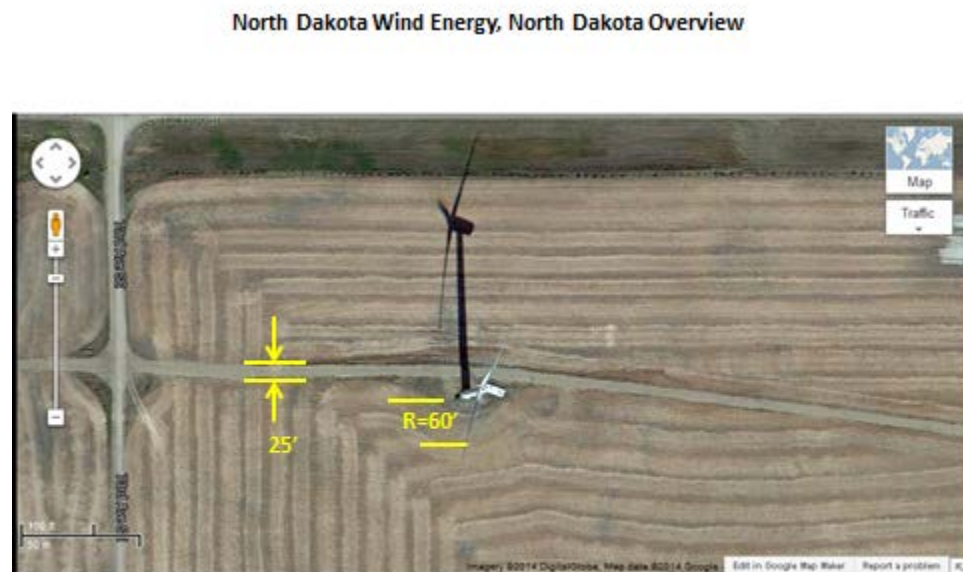 North Dakota Wind Energy, North Dakota Overview
Map
Traffic
25'
R=60'
100 ft
50 m
Imagery ©2014 DigitalGlobe, Map data ©2014 Google
Edit in Google Map Maker
Report a problem